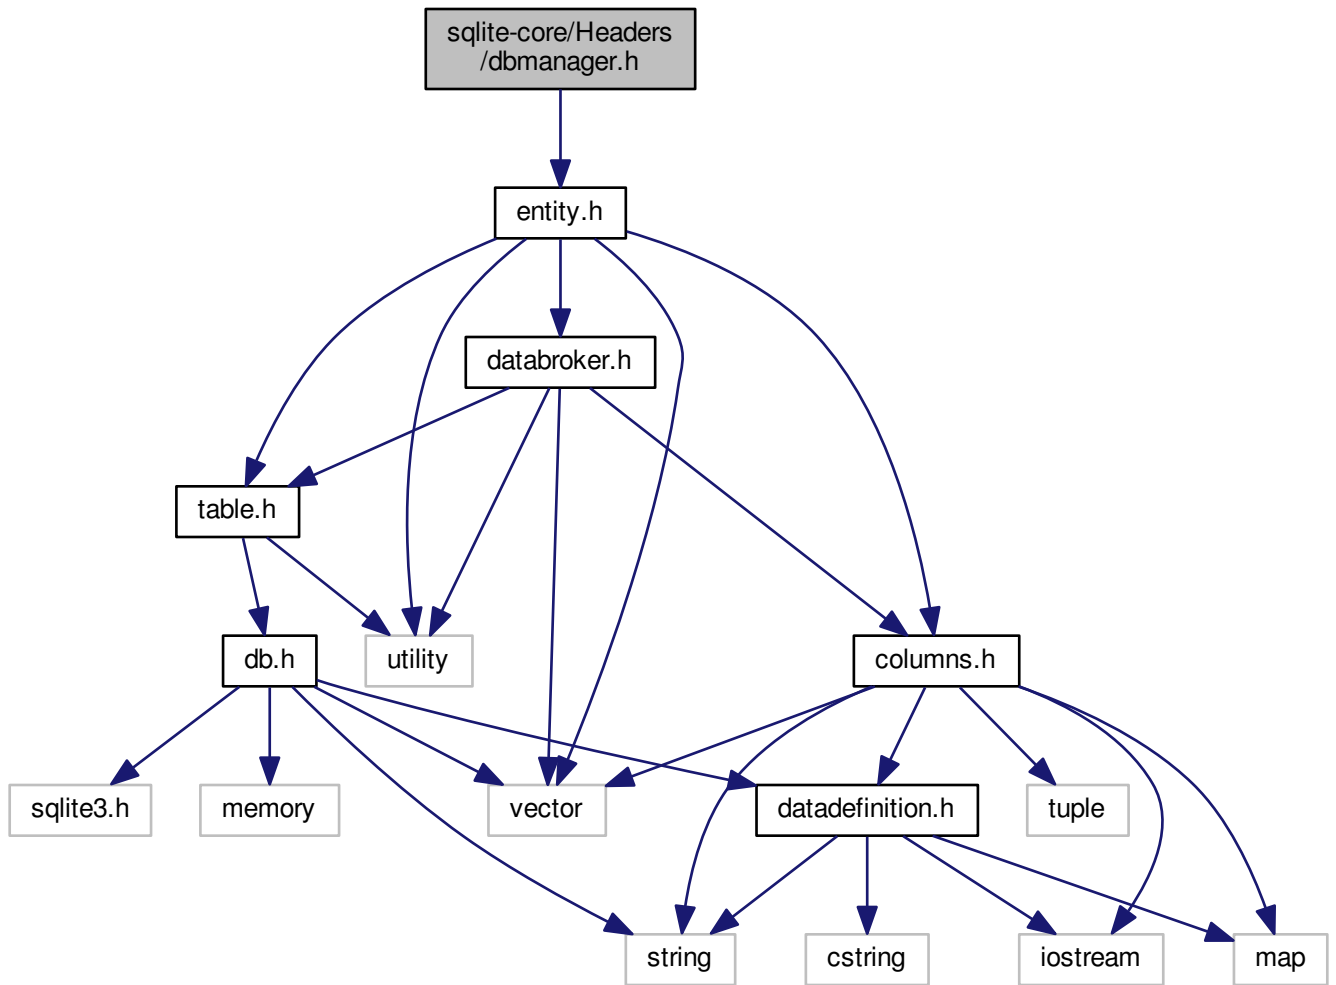 sqlite-core/Headers
/dbmanager.h
entity.h
databroker.h
table.h
db.h
utility
columns.h
sqlite3.h
memory
vector
datadefinition.h
tuple
string
cstring
iostream
map